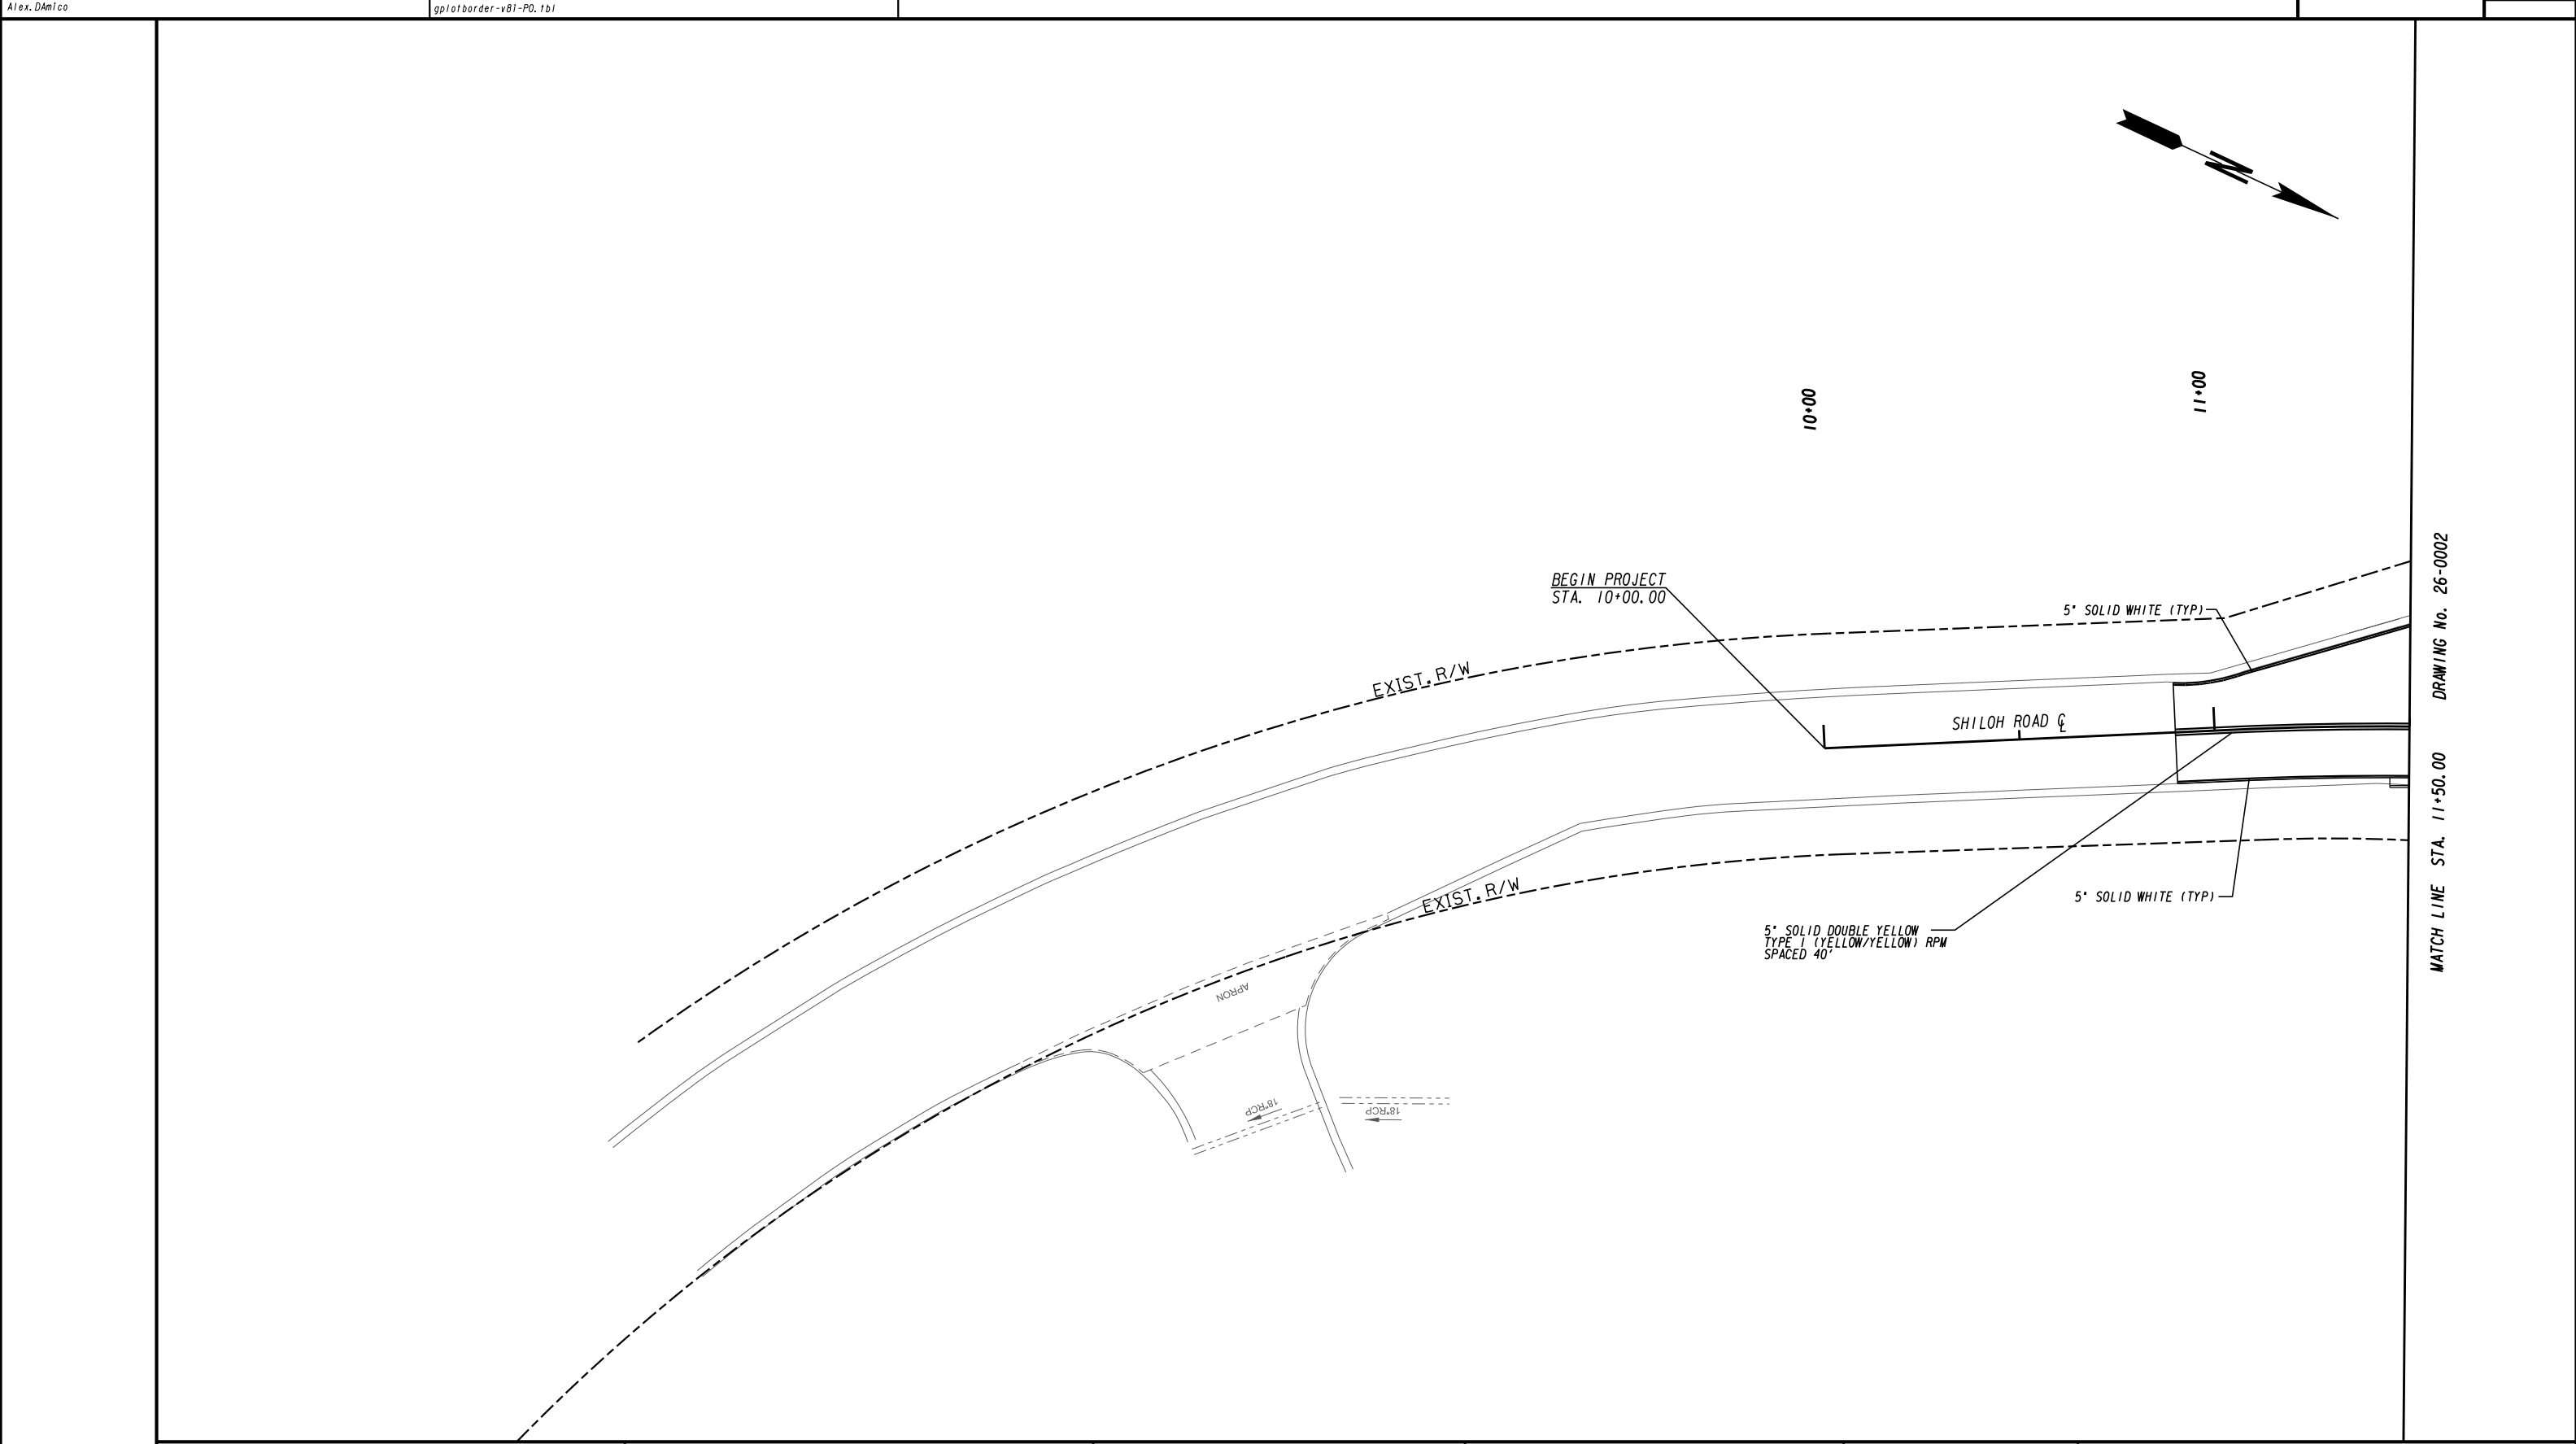 Alex.DAmico
gplotborder-v8i-PO.tbl
N
10+00
11+00
BEGIN PROJECT
STA. 10+00.00
5" SOLID WHITE (TYP)
EXIST. R/W
SHILOH ROAD ℄
EXIST. R/W
5" SOLID WHITE (TYP)
5" SOLID DOUBLE YELLOW
TYPE 1 (YELLOW/YELLOW) RPM
SPACED 40'
APRON
18"RCP
18"RCP
MATCH LINE STA. 11+50.00 DRAWING No. 26-0002